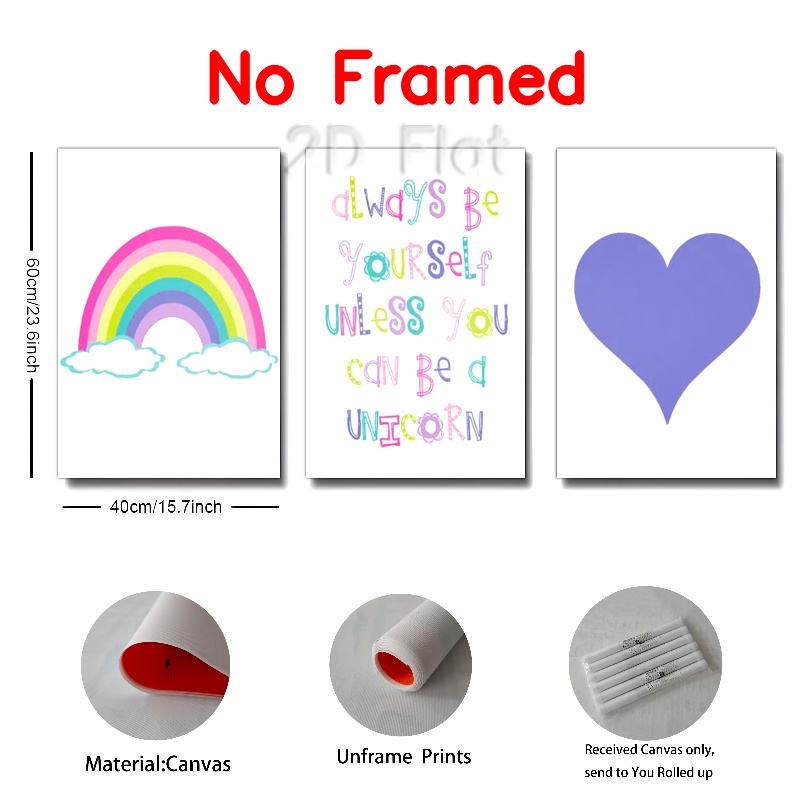 No Framed
2D Flat
60cm/23.6inch
40cm/15.7inch
aLWaYS Be
YOURSeLf
UNLeSS YOU
CaN Be a
UNICORN
Material:Canvas
Unframe Prints
Received Canvas only,
send to You Rolled up